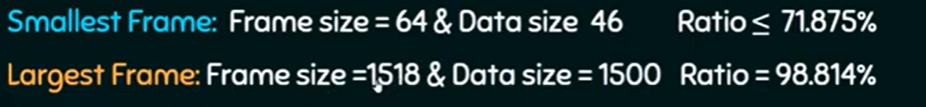 Smallest Frame: Frame size = 64 & Data size 46 Ratio ≤ 71.875%
Largest Frame: Frame size =1518 & Data size = 1500 Ratio = 98.814%